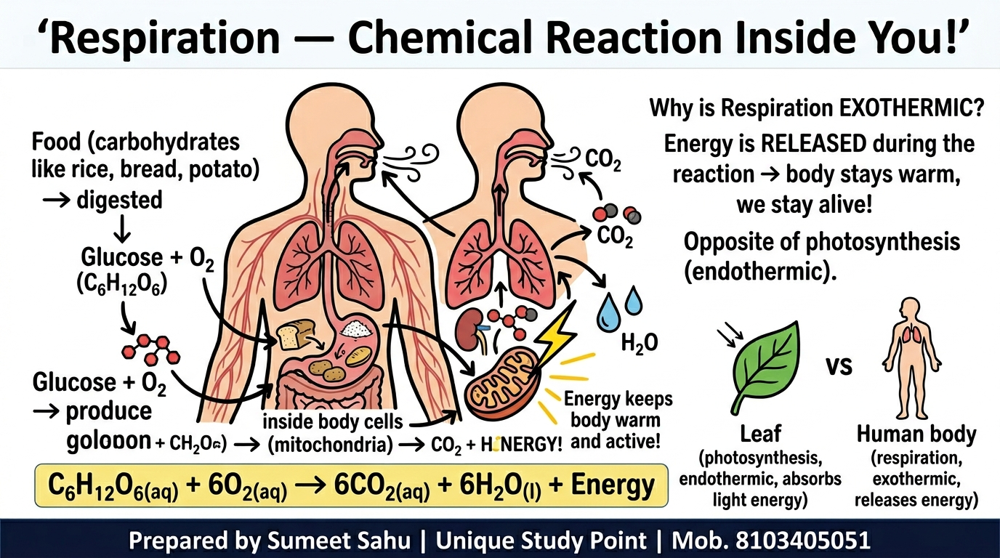 ‘Respiration — Chemical Reaction Inside You!’
Food (carbohydrates
like rice, bread, potato)
→ digested
Glucose + O₂
(C₆H₁₂O₆)
Glucose + O₂
→ produce
+ CH₂O₆) →
inside body cells
(mitochondria) → CO₂ + H NERGY!
CO₂
CO₂
H₂O
Energy keeps
body warm
and active!
C₆H₁₂O₆(aq) + 6O₂(aq) → 6CO₂(aq) + 6H₂O(l) + Energy
Why is Respiration EXOTHERMIC?
Energy is RELEASED during the
reaction → body stays warm,
we stay alive!
Opposite of photosynthesis
(endothermic).
vs
Leaf
(photosynthesis,
endothermic, absorbs
light energy)
Human body
(respiration,
exothermic,
releases energy)
Prepared by Sumeet Sahu | Unique Study Point | Mob. 8103405051